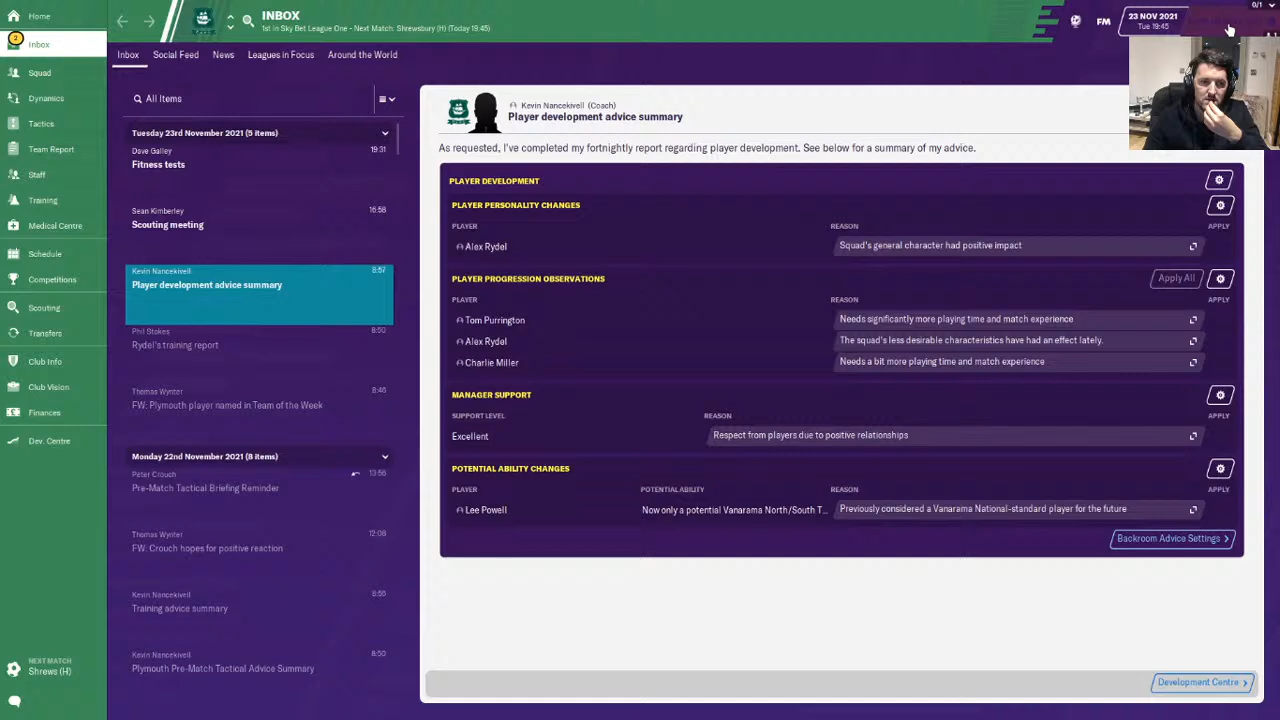 Home
INBOX
1st in Sky Bet League One - Next Match: Shrewsbury (H) (Today 19:45)
FM
23 NOV 2021
Tue 19:45
0/1
2
Inbox
Squad
Dynamics
Tactics
Team Report
Staff
Training
Medical Centre
Schedule
Competitions
Scouting
Transfers
Club Info
Club Vision
Finances
Dev. Centre
NEXT MATCH
Shrews (H)
Inbox Social Feed News Leagues in Focus Around the World
All Items
Tuesday 23rd November 2021 (5 items)
Dave Galley 19:31
Fitness tests
Sean Kimberley 16:58
Scouting meeting
Kevin Nancekivell 8:57
Player development advice summary
Phil Stokes 8:50
Rydel's training report
Thomas Wynter 8:46
FW: Plymouth player named in Team of the Week
Monday 22nd November 2021 (8 items)
Peter Crouch 13:56
Pre-Match Tactical Briefing Reminder
Thomas Wynter 12:08
FW: Crouch hopes for positive reaction
Kevin Nancekivell 8:56
Training advice summary
Kevin Nancekivell 8:50
Plymouth Pre-Match Tactical Advice Summary
Kevin Nancekivell (Coach)
Player development advice summary
As requested, I've completed my fortnightly report regarding player development. See below for a summary of my advice.
PLAYER DEVELOPMENT
PLAYER PERSONALITY CHANGES
PLAYER REASON APPLY
Alex Rydel Squad's general character had positive impact
PLAYER PROGRESSION OBSERVATIONS Apply All
PLAYER REASON APPLY
Tom Purrington Needs significantly more playing time and match experience
Alex Rydel The squad's less desirable characteristics have had an effect lately.
Charlie Miller Needs a bit more playing time and match experience
MANAGER SUPPORT
SUPPORT LEVEL REASON APPLY
Excellent Respect from players due to positive relationships
POTENTIAL ABILITY CHANGES
PLAYER POTENTIAL ABILITY REASON APPLY
Lee Powell Now only a potential Vanarama North/South T... Previously considered a Vanarama National-standard player for the future
Backroom Advice Settings
Development Centre